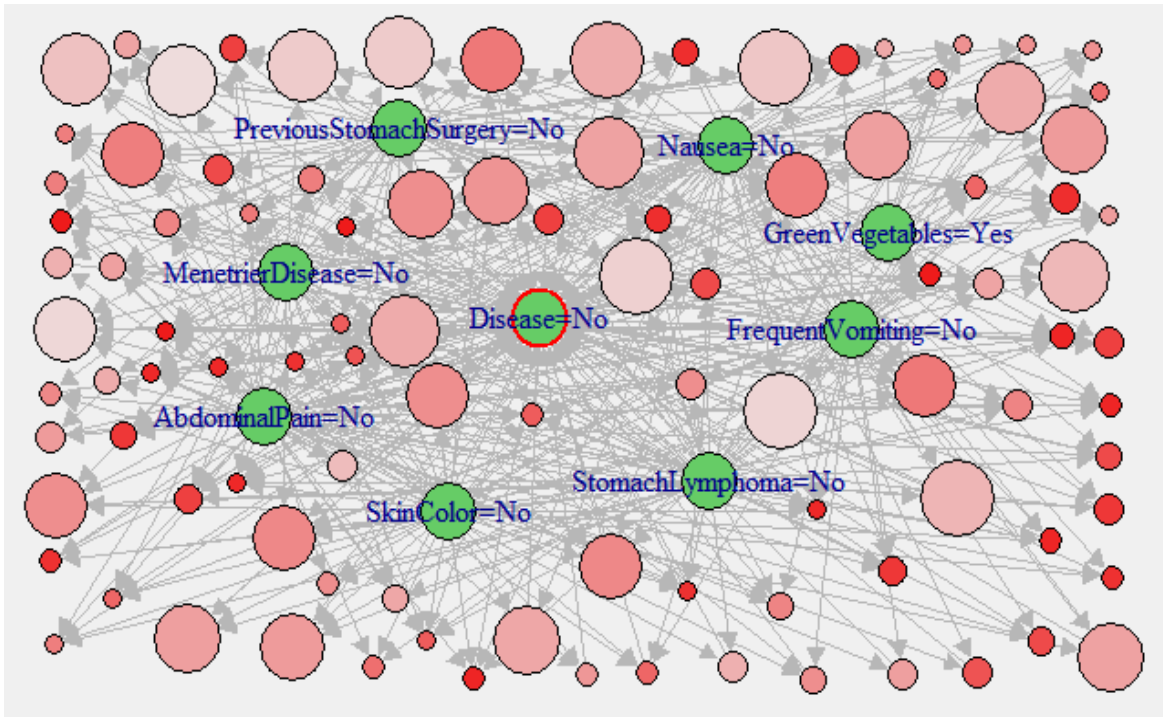 PreviousStomachSurgery=No
Nausea=No
GreenVegetables=Yes
MenetrierDisease=No
Disease=No
FrequentVomiting=No
AbdominalPain=No
StomachLymphoma=No
SkinColor=No